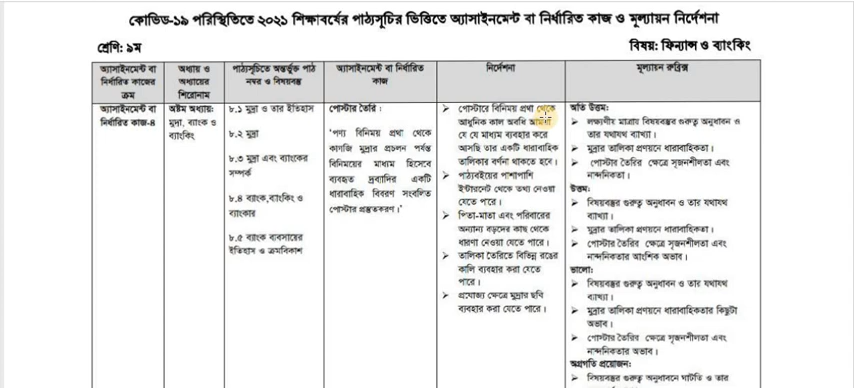 কোভিড-১৯ পরিস্থিতিতে ২০২১ শিক্ষাবর্ষের পাঠ্যসূচির ভিত্তিতে অ্যাসাইনমেন্ট বা নির্ধারিত কাজ ও মূল্যায়ন নির্দেশনা
শ্রেণি: ৯ম
বিষয়: ফিন্যান্স ও ব্যাংকিং
অ্যাসাইনমেন্ট বা
নির্ধারিত কাজের
ক্রম
অধ্যায় ও
অধ্যায়ের
শিরোনাম
পাঠ্যসূচিতে অন্তর্ভুক্ত পাঠ
নম্বর ও বিষয়বস্তু
অ্যাসাইনমেন্ট বা নির্ধারিত
কাজ
নির্দেশনা
মূল্যায়ন রুব্রিক্স
অ্যাসাইনমেন্ট বা
নির্ধারিত কাজ-৪
অষ্টম অধ্যায়:
মুদ্রা, ব্যাংক ও
ব্যাংকিং
৮.১ মুদ্রা ও তার ইতিহাস
৮.২ মুদ্রা
৮.৩ মুদ্রা এবং ব্যাংকের
সম্পর্ক
৮.৪ ব্যাংক,ব্যাংকিং ও
ব্যাংকার
৮.৫ ব্যাংক ব্যবসায়ের
ইতিহাস ও ক্রমবিকাশ
পোস্টার তৈরি :
‘পণ্য বিনিময় প্রথা থেকে
কাগজি মুদ্রার প্রচলন পর্যন্ত
বিনিময়ের মাধ্যম হিসেবে
ব্যবহৃত দ্রব্যাদির একটি
ধারাবাহিক বিবরণ সংবলিত
পোস্টার প্রস্তুতকরণ।’
➢ পোস্টারে বিনিময় প্রথা থেকে
আধুনিক কাল অবধি আমরা
যে যে মাধ্যম ব্যবহার করে
আসছি তার একটি ধারাবাহিক
তালিকার বর্ণনা থাকতে হবে।
➢ পাঠ্যবইয়ের পাশাপাশি
ইন্টারনেট থেকে তথ্য নেওয়া
যেতে পারে।
➢ পিতা-মাতা এবং পরিবারের
অন্যান্য বড়দের কাছ থেকে
ধারণা নেওয়া যেতে পারে।
➢ তালিকা তৈরিতে বিভিন্ন রঙের
কালি ব্যবহার করা যেতে
পারে।
➢ প্রযোজ্য ক্ষেত্রে মুদ্রার ছবি
ব্যবহার করা যেতে পারে।
অতি উত্তম:
➢ লক্ষ্যণীয় মাত্রায় বিষয়বস্তুর গুরুত্ব অনুধাবন ও
তার যথাযথ ব্যাখ্যা।
➢ মুদ্রার তালিকা প্রণয়নে ধারাবাহিকতা।
➢ পোস্টার তৈরির ক্ষেত্রে সৃজনশীলতা এবং
নান্দনিকতা।
উত্তম:
➢ বিষয়বস্তুর গুরুত্ব অনুধাবন ও তার যথাযথ
ব্যাখ্যা।
➢ মুদ্রার তালিকা প্রণয়নে ধারাবাহিকতা।
➢ পোস্টার তৈরির ক্ষেত্রে সৃজনশীলতা এবং
নান্দনিকতার আংশিক অভাব।
ভালো:
➢ বিষয়বস্তুর গুরুত্ব অনুধাবন ও তার যথাযথ
ব্যাখ্যা।
➢ মুদ্রার তালিকা প্রণয়নে ধারাবাহিকতার কিছুটা
অভাব।
➢ পোস্টার তৈরির ক্ষেত্রে সৃজনশীলতা এবং
নান্দনিকতার অভাব।
অগ্রগতি প্রয়োজন:
➢ বিষয়বস্তুর গুরুত্ব অনুধাবনে ঘাটতি ও তার